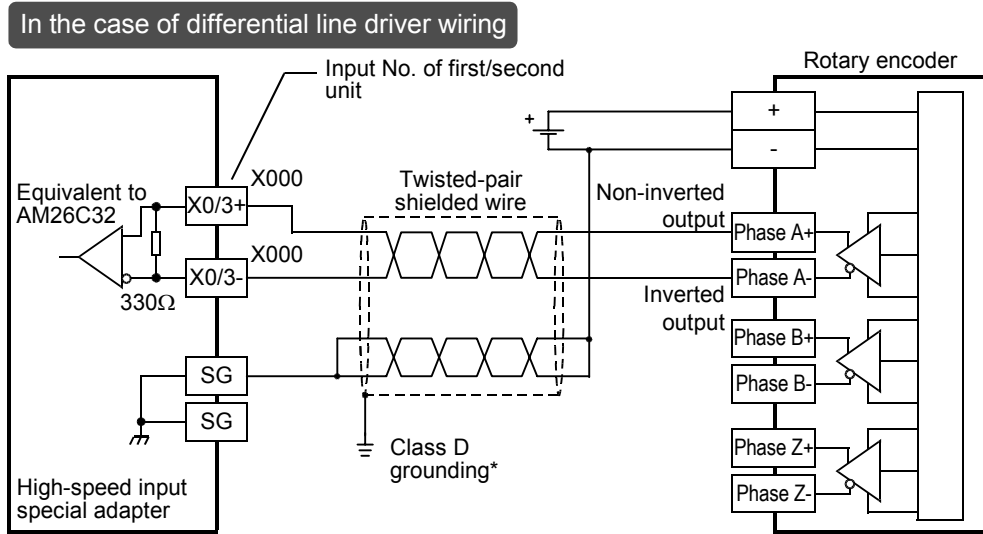 In the case of differential line driver wiring
Input No. of first/second
unit
Rotary encoder
+
+
-
Equivalent to
AM26C32
X0/3+
X000
X0/3-
X000
330Ω
Twisted-pair
shielded wire
Non-inverted
output
Inverted
output
Phase A+
Phase A-
Phase B+
Phase B-
Phase Z+
Phase Z-
SG
SG
Class D
grounding*
High-speed input
special adapter